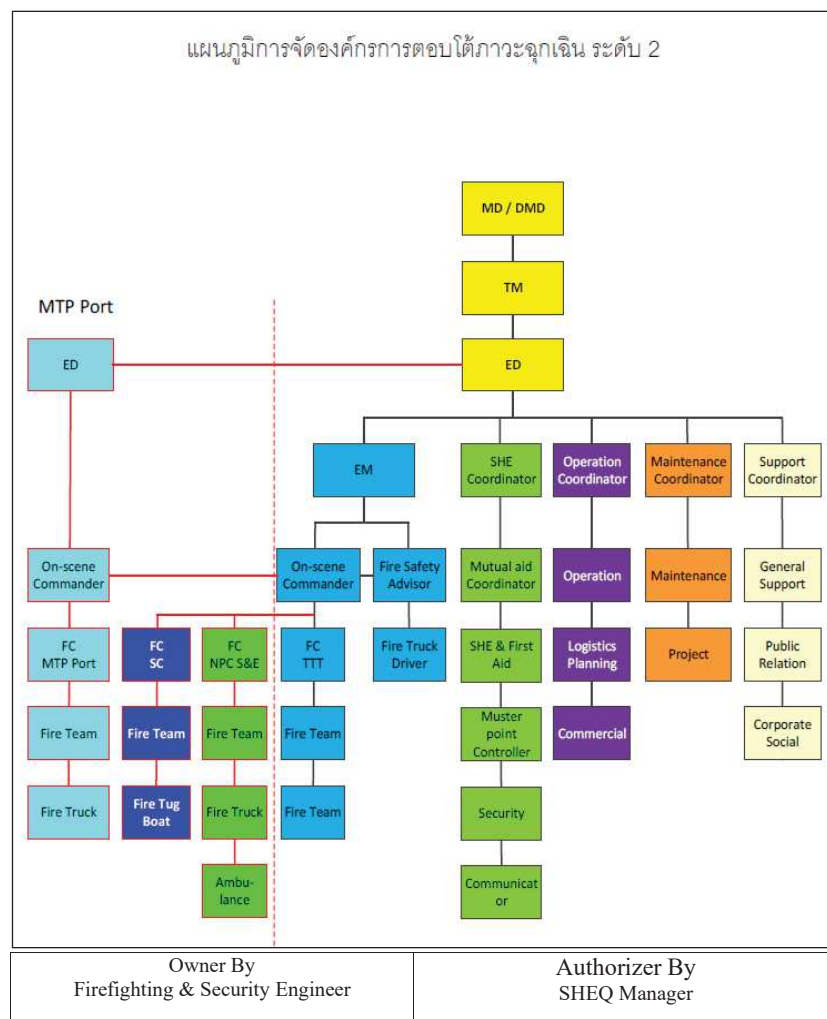 แผนภูมิการจัดองค์กรการตอบโต้ภาวะฉุกเฉิน ระดับ 2
MD / DMD
TM
MTP Port
ED
ED
EM
SHE
Coordinator
Operation
Coordinator
Maintenance
Coordinator
Support
Coordinator
On-scene
Commander
On-scene
Commander
Fire Safety
Advisor
Mutual aid
Coordinator
Operation
Maintenance
General
Support
FC
MTP Port
FC
SC
FC
NPC S&E
FC
TTT
Fire Truck
Driver
SHE & First
Aid
Logistics
Planning
Project
Public
Relation
Fire Team
Fire Team
Fire Team
Fire Team
Muster
point
Controller
Commercial
Corporate
Social
Fire Truck
Fire Tug
Boat
Fire Truck
Fire Team
Security
Ambu-
lance
Communicat
or
Owner By
Firefighting & Security Engineer
Authorizer By
SHEQ Manager